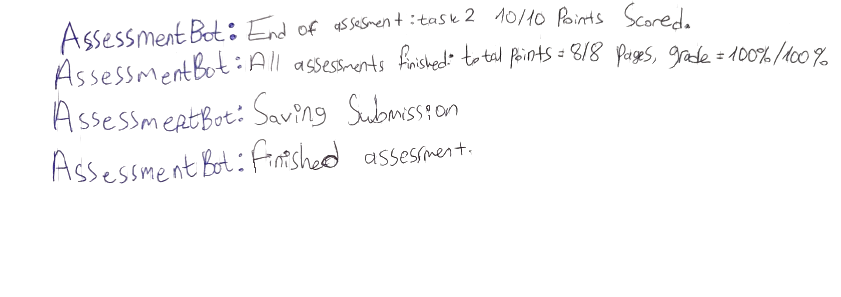 AssessmentBot: End of assesment: task 2 10/10 Points Scored.
AssessmentBot: All assessments finished: total points = 8/8 Pages, grade = 100%/100%
AssessmentBot: Saving Submission
AssessmentBot: Finished assessment.